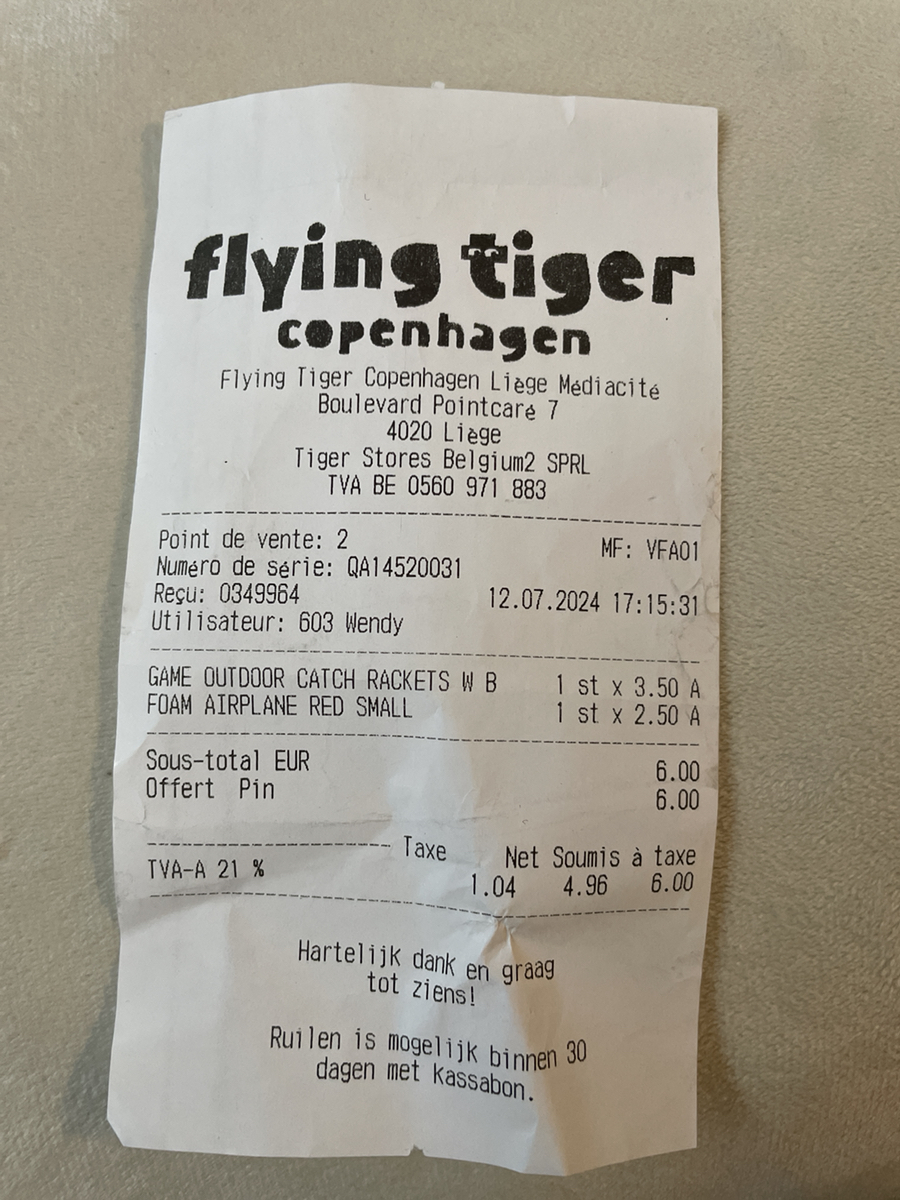 flying tiger
copenhagen
Flying Tiger Copenhagen Liège Médiacité
Boulevard Pointcaré 7
4020 Liège
Tiger Stores Belgium2 SPRL
TVA BE 0560 971 883
Point de vente: 2 MF: VFA01
Numéro de série: QA14520031
Reçu: 0349964 12.07.2024 17:15:31
Utilisateur: 603 Wendy
GAME OUTDOOR CATCH RACKETS W B 1 st x 3.50 A
FOAM AIRPLANE RED SMALL 1 st x 2.50 A
Sous-total EUR 6.00
Offert Pin 6.00
Taxe Net Soumis à taxe
TVA-A 21 % 1.04 4.96 6.00
Hartelijk dank en graag
tot ziens!
Ruilen is mogelijk binnen 30
dagen met Kassabon.